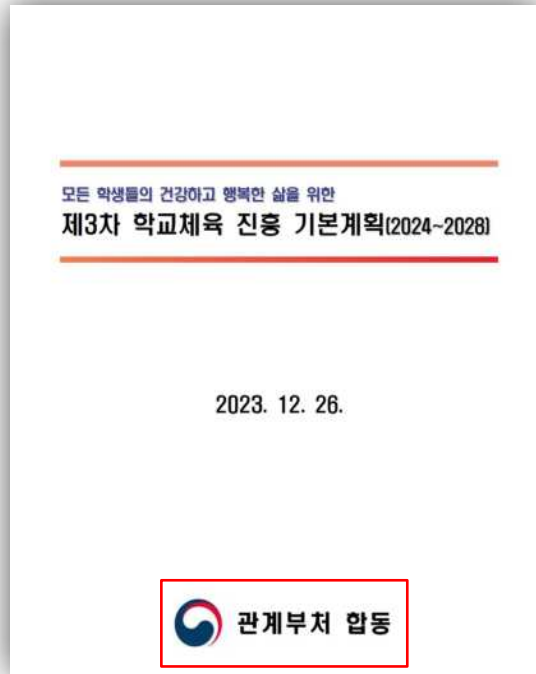 모든 학생들의 건강하고 행복한 삶을 위한
제3차 학교체육 진흥 기본계획(2024~2028)
2023. 12. 26.
관계부처 합동